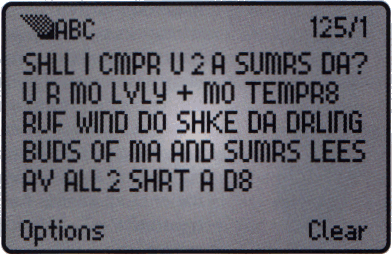 ABC 125/1
SHLL I CMPR U 2 A SUMRS DA?
U R MO LVLY + MO TEMPR8
RUF WIND DO SHKE DA DRLING
BUDS OF MA AND SUMRS LEES
AV ALL 2 SHRT A D8
Options Clear